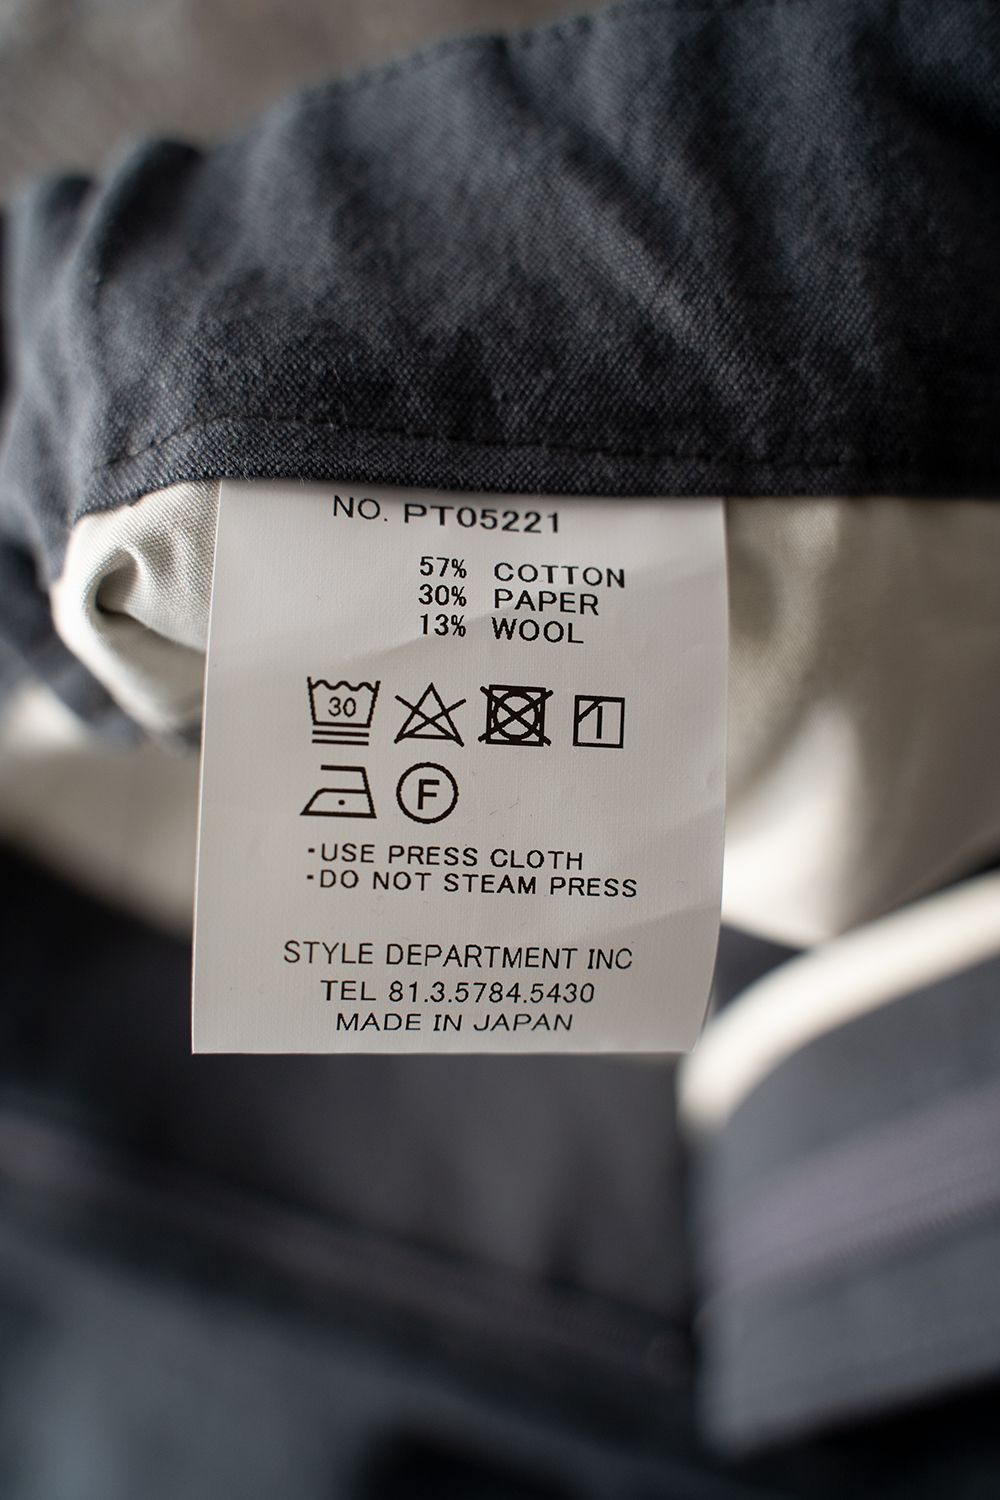 NO. PT05221
57% COTTON
30% PAPER
13% WOOL
30
F
･USE PRESS CLOTH
･DO NOT STEAM PRESS
STYLE DEPARTMENT INC
TEL 81.3.5784.5430
MADE IN JAPAN